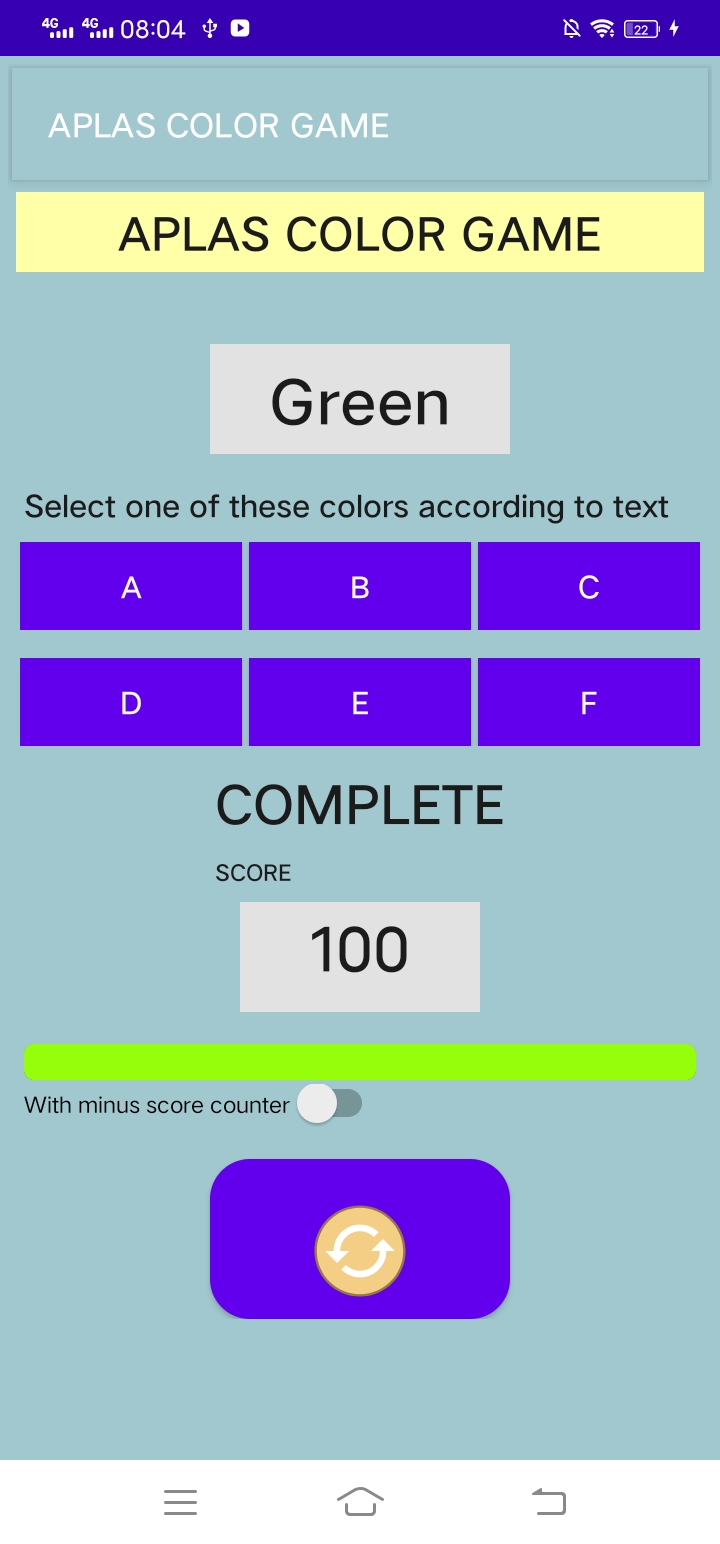 4G 4G 08:04 22
APLAS COLOR GAME
APLAS COLOR GAME
Green
Select one of these colors according to text
A B C
D E F
COMPLETE
SCORE
100
With minus score counter